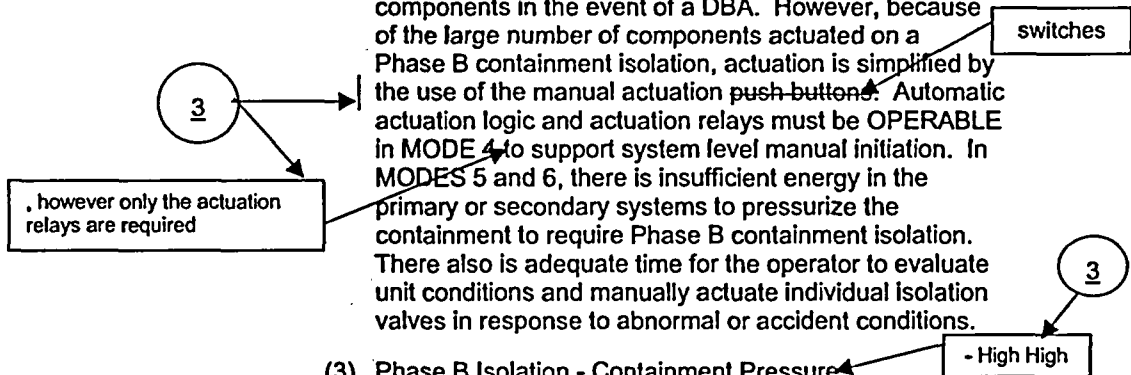 components in the event of a DBA. However, because
of the large number of components actuated on a
switches
Phase B containment isolation, actuation is simplified by
3
the use of the manual actuation push buttons. Automatic
actuation logic and actuation relays must be OPERABLE
in MODE 4 to support system level manual initiation. In
, however only the actuation
relays are required
MODES 5 and 6, there is insufficient energy in the
primary or secondary systems to pressurize the
containment to require Phase B containment isolation.
There also is adequate time for the operator to evaluate
3
unit conditions and manually actuate individual isolation
valves in response to abnormal or accident conditions.
- High High
(3) Phase B Isolation - Containment Pressure